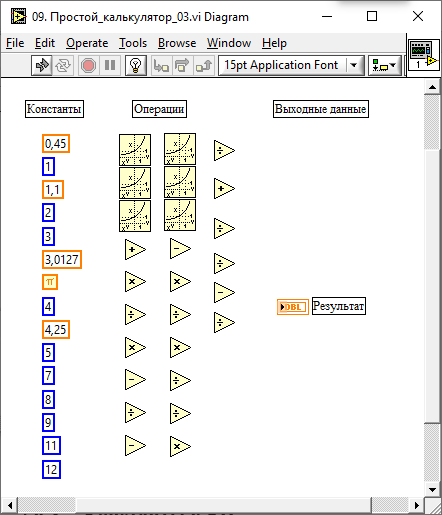 09. Простой_калькулятор_03.vi Diagram
File Edit Operate Tools Browse Window
15pt Application Font
1
Константы Операции Выходные данные
0,45
1
1,1
2
3
3,0127
π
4
4,25
5
7
8
9
11
12
DBL Результат